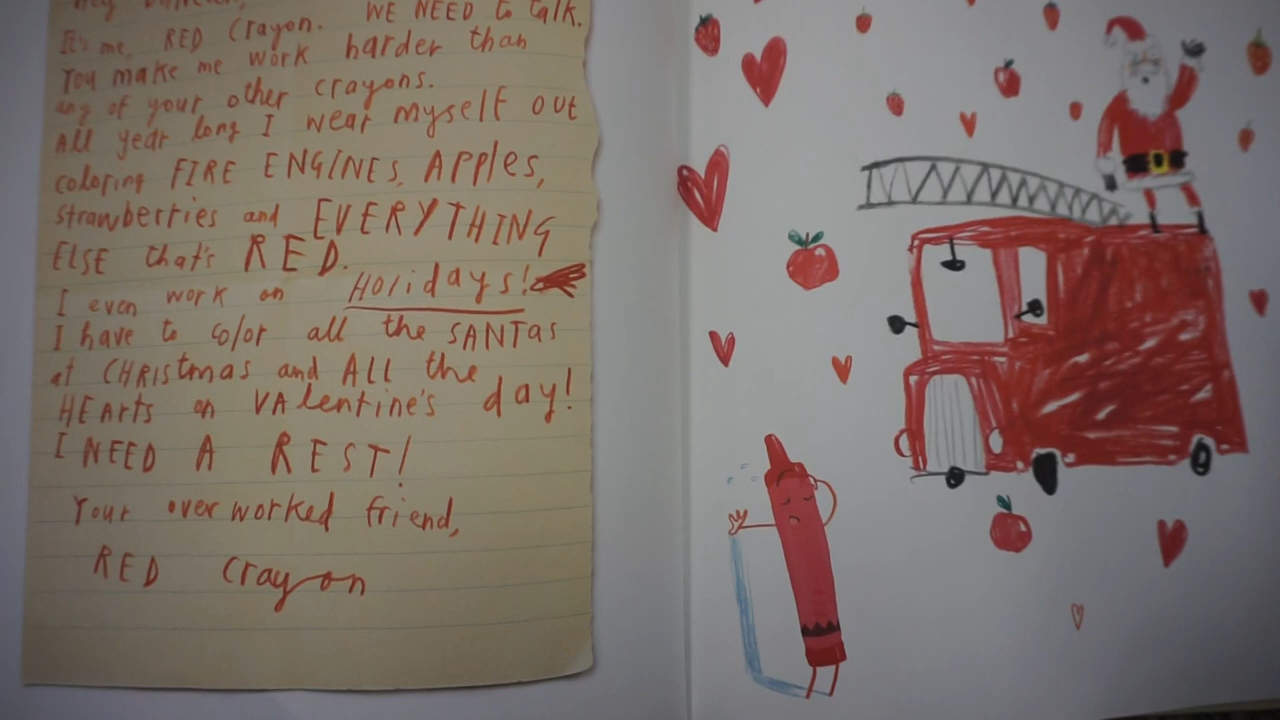 It's me, RED Crayon. WE NEED to talk.
You make me work harder than
any of your other crayons.
All year long I wear myself out
coloring FIRE ENGINES, Apples,
strawberries and EVERYTHING
ELSE that's RED.
I even work on Holidays!
I have to color all the SANTAs
at CHRIstmas and ALL the
HEArts on VAlentine's day!
I NEED A REST!
Your overworked friend,
RED Crayon